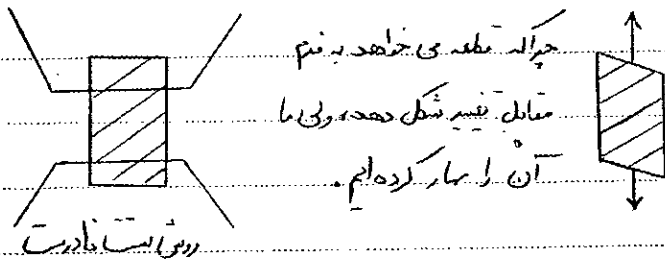 چراکه قطعه می خواهد به فرم
مقابل تغییر شکل دهد، ولی ما
آن را مهار کرده ایم.
روش تست نادرست